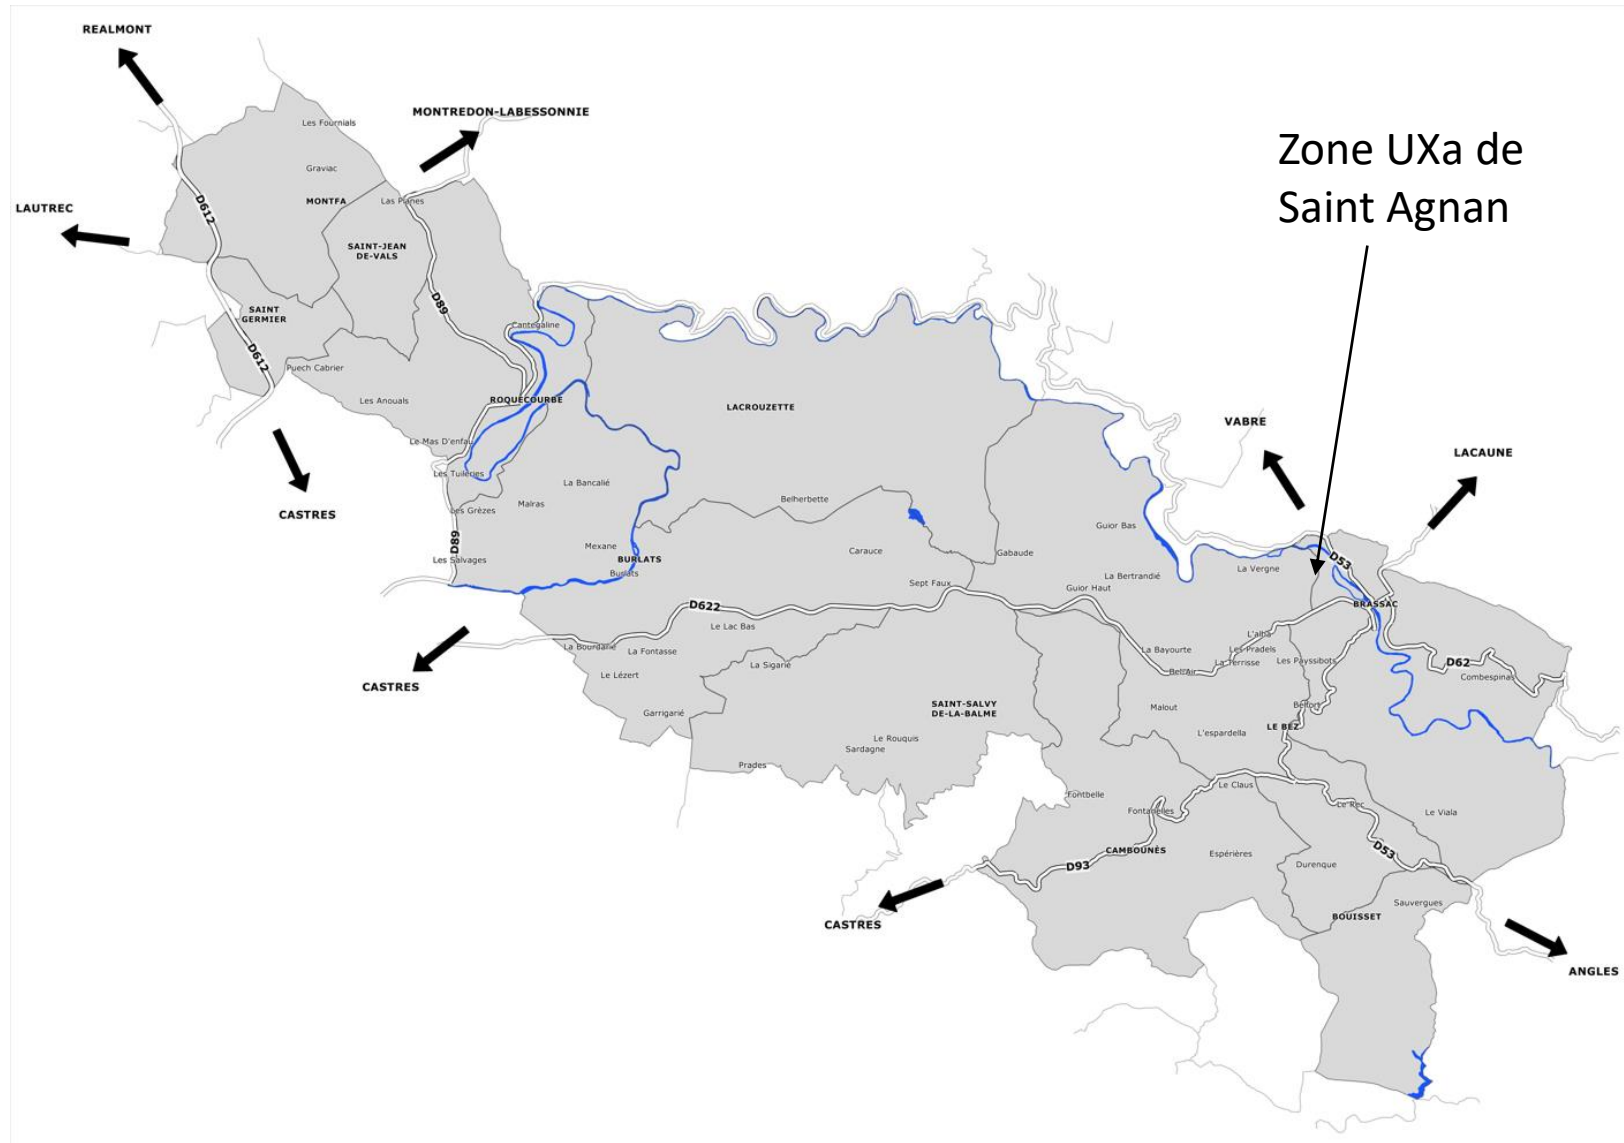 REALMONT
MONTREDON-LABESSONNIE
Les Fournials
Zone UXa de
Saint Agnan
Graviac
MONTFA
Las Planes
LAUTREC
D612
SAINT-JEAN
DE-VALS
D89
SAINT
GERMIER
Cantegaline
D612
Puech Cabrier
Les Anouals
ROQUECOURBE
LACROUZETTE
VABRE
Le Mas D'enfau
LACAUNE
Les Tuileries
La Bancalié
Belherbette
Malras
Les Grèzes
CASTRES
Guior Bas
D89
Mexane
Carauce
Gabaude
Les Salvages
BURLATS
Burlats
D53
La Vergne
La Bertrandié
Sept Faux
Guior Haut
BRASSAC
D622
Le Lac Bas
L'alba
La Bourdarié
La Fontasse
La Bayourte
Les Pradels
La Terrisse
Les Payssibots
D62
La Sigarié
Bel Air
Combespinas
Le Lézert
CASTRES
SAINT-SALVY
DE-LA-BALME
Malout
Belfort
Garrigarié
LE BEZ
L'espardella
Le Rouquis
Sardagne
Prades
Le Claus
Fontbelle
Le Rec
Fontanelles
Le Viala
D93
CAMBOUNÈS
Espérières
D53
Durenque
Sauvergues
BOUISSET
CASTRES
ANGLES